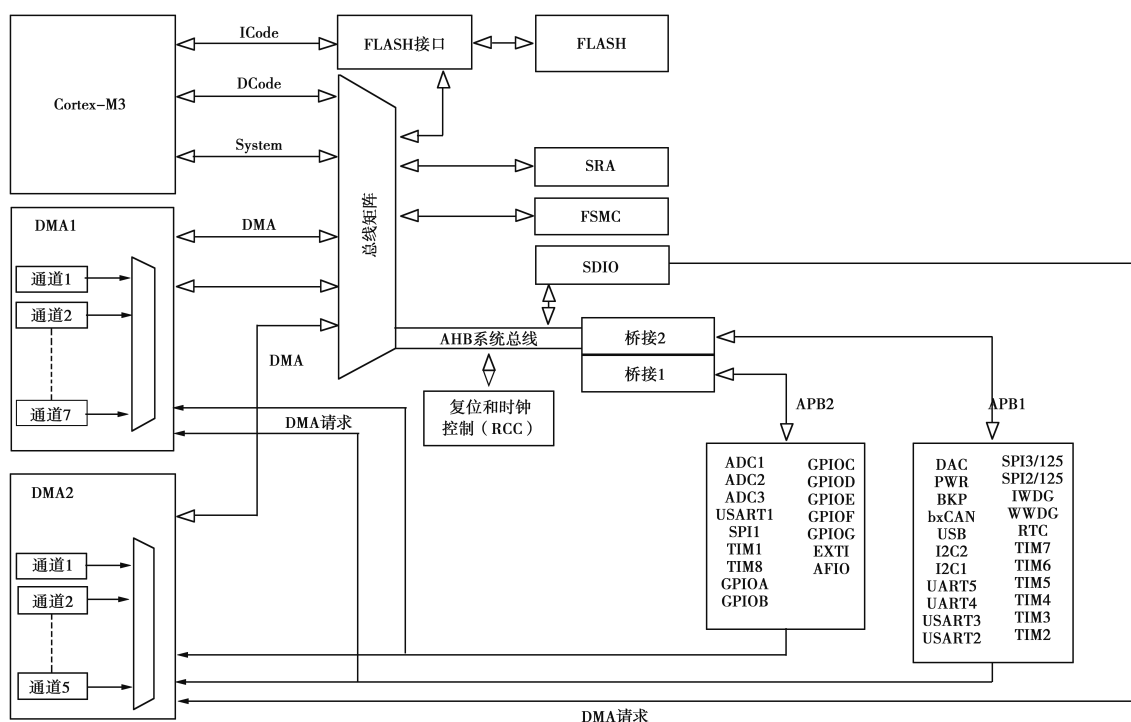 ICode
FLASH接口
FLASH
Cortex-M3
DCode
System
SRA
FSMC
SDIO
总线矩阵
DMA1
DMA
通道1
通道2
通道7
DMA
AHB系统总线
桥接2
桥接1
复位和时钟
控制（RCC）
DMA请求
APB2
APB1
DMA2
通道1
通道2
通道5
ADC1
ADC2
ADC3
USART1
SPI1
TIM1
TIM8
GPIOA
GPIOB
GPIOC
GPIOD
GPIOE
GPIOF
GPIOG
EXTI
AFIO
DAC
PWR
BKP
bxCAN
USB
I2C2
I2C1
UART5
UART4
USART3
USART2
SPI3/125
SPI2/125
IWDG
WWDG
RTC
TIM7
TIM6
TIM5
TIM4
TIM3
TIM2
DMA请求